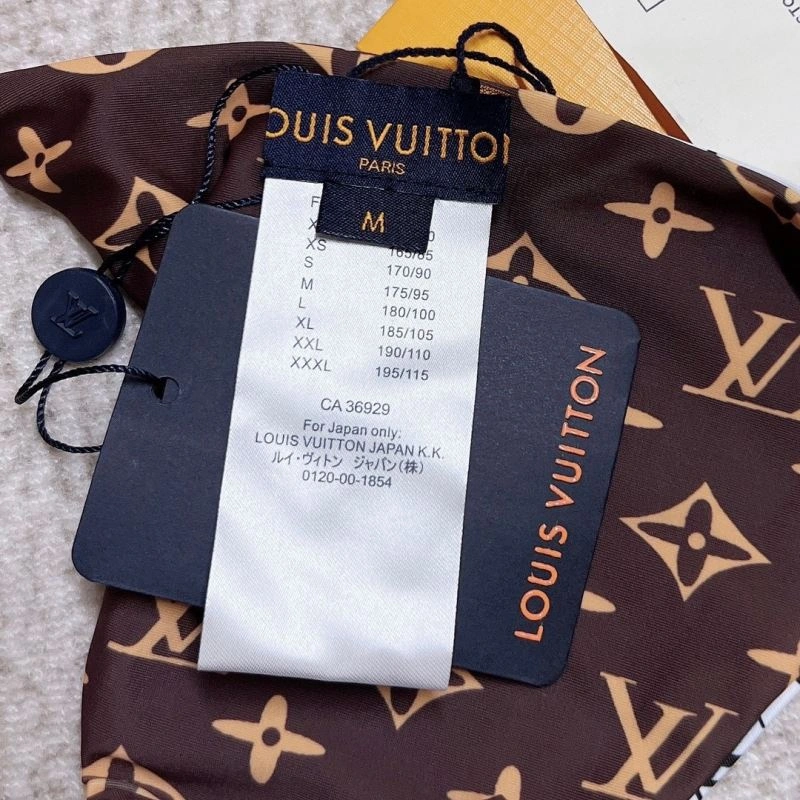 LOUIS VUITTON
PARIS
M
XS 165/85
S 170/90
M 175/95
L 180/100
XL 185/105
XXL 190/110
XXXL 195/115
CA 36929
For Japan only:
LOUIS VUITTON JAPAN K.K.
ルイ・ヴィトン ジャパン(株)
0120-00-1854
LOUIS VUITTON
LV